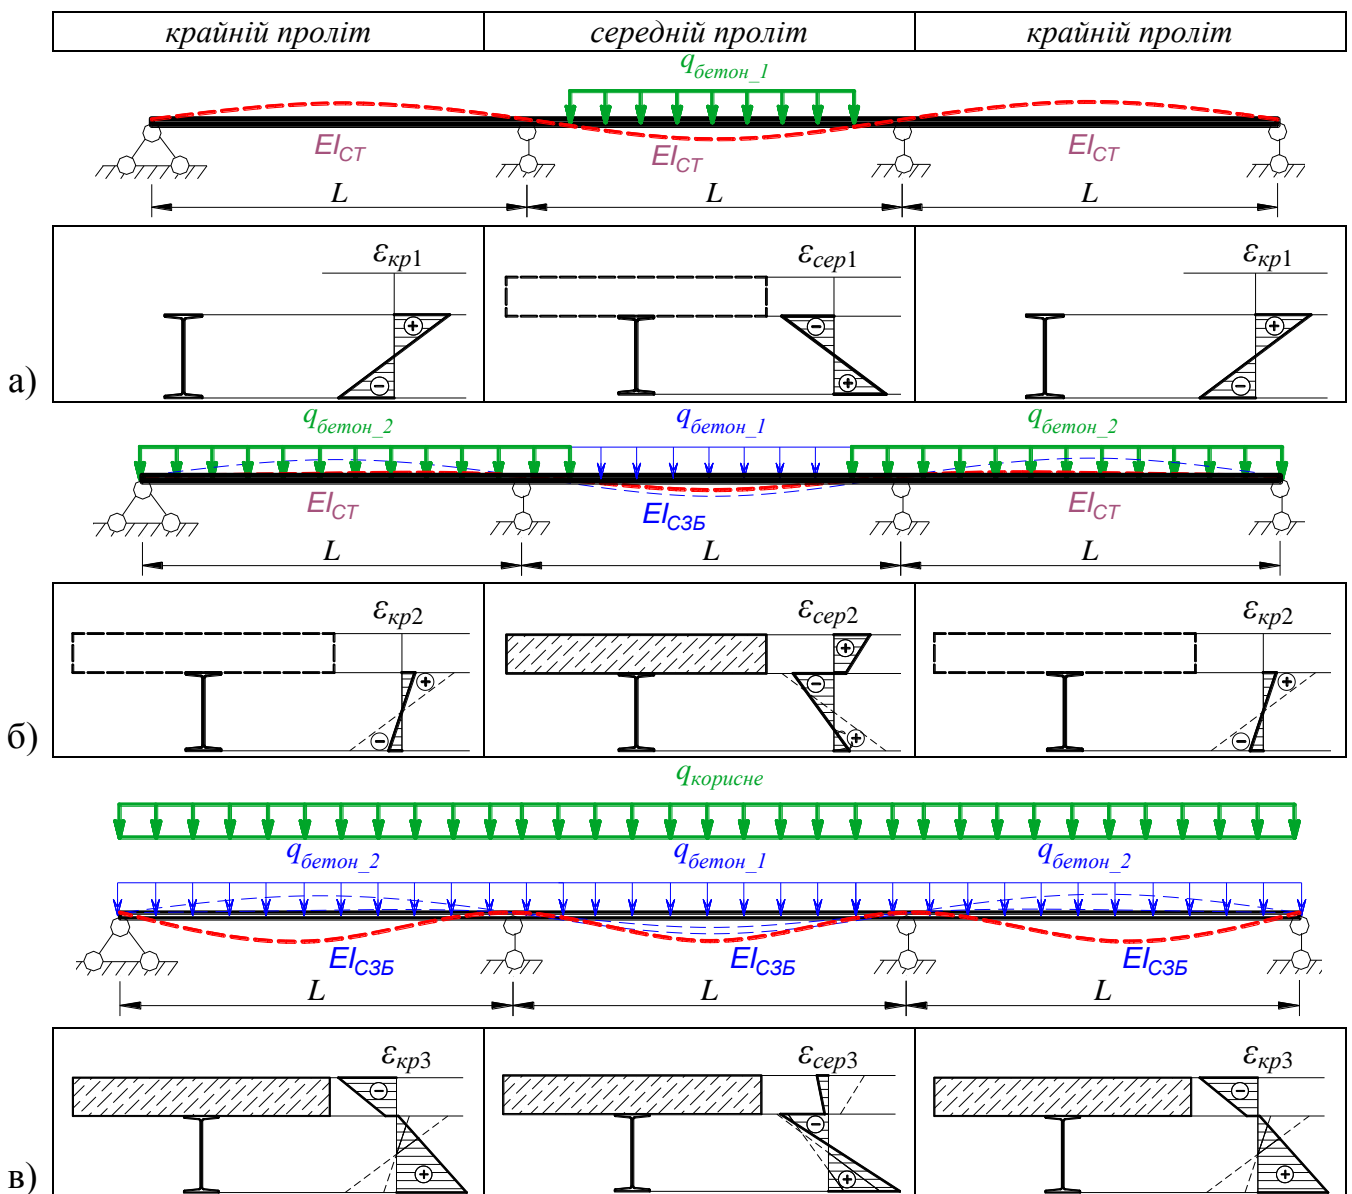 крайній проліт середній проліт крайній проліт
qбетон_1
EIСТ EIСТ EIСТ
L L L
εкр1 εсер1 εкр1
+ − +
− + −
а)
qбетон_2 qбетон_1 qбетон_2
EIСТ EIСЗБ EIСТ
L L L
εкр2 εсер2 εкр2
+
+ − +
− + −
б)
qкорисне
qбетон_2 qбетон_1 qбетон_2
EIСЗБ EIСЗБ EIСЗБ
L L L
εкр3 εсер3 εкр3
− − −
+ + +
в)